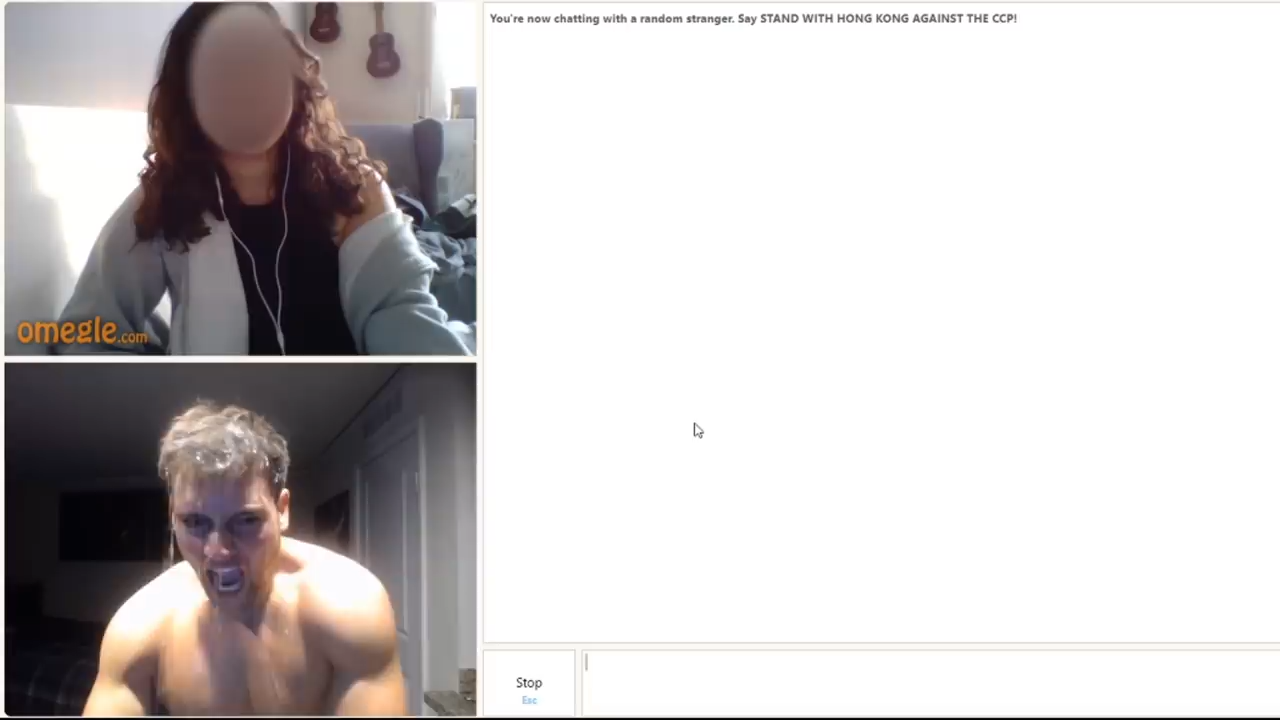 You're now chatting with a random stranger. Say STAND WITH HONG KONG AGAINST THE CCP!
omegle.com
Stop
Esc